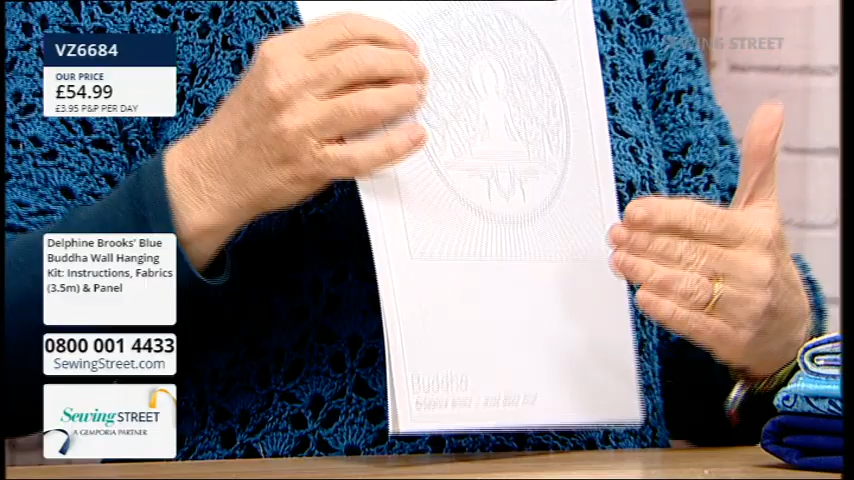 VZ6684
SEWING STREET
OUR PRICE
£54.99
£3.95 P&P PER DAY
Delphine Brooks' Blue
Buddha Wall Hanging
Kit: Instructions, Fabrics
(3.5m) & Panel
Buddha
0800 001 4433
SewingStreet.com
Sewing STREET
A GEMPORIA PARTNER